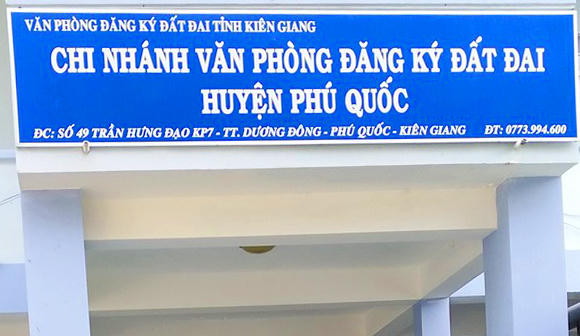 VĂN PHÒNG ĐĂNG KÝ ĐẤT ĐAI TỈNH KIÊN GIANG
CHI NHÁNH VĂN PHÒNG ĐĂNG KÝ ĐẤT ĐAI
HUYỆN PHÚ QUỐC
ĐC: SỐ 49 TRẦN HƯNG ĐẠO KP7 - TT. DƯƠNG ĐÔNG - PHÚ QUỐC - KIÊN GIANG ĐT: 0773.994.600